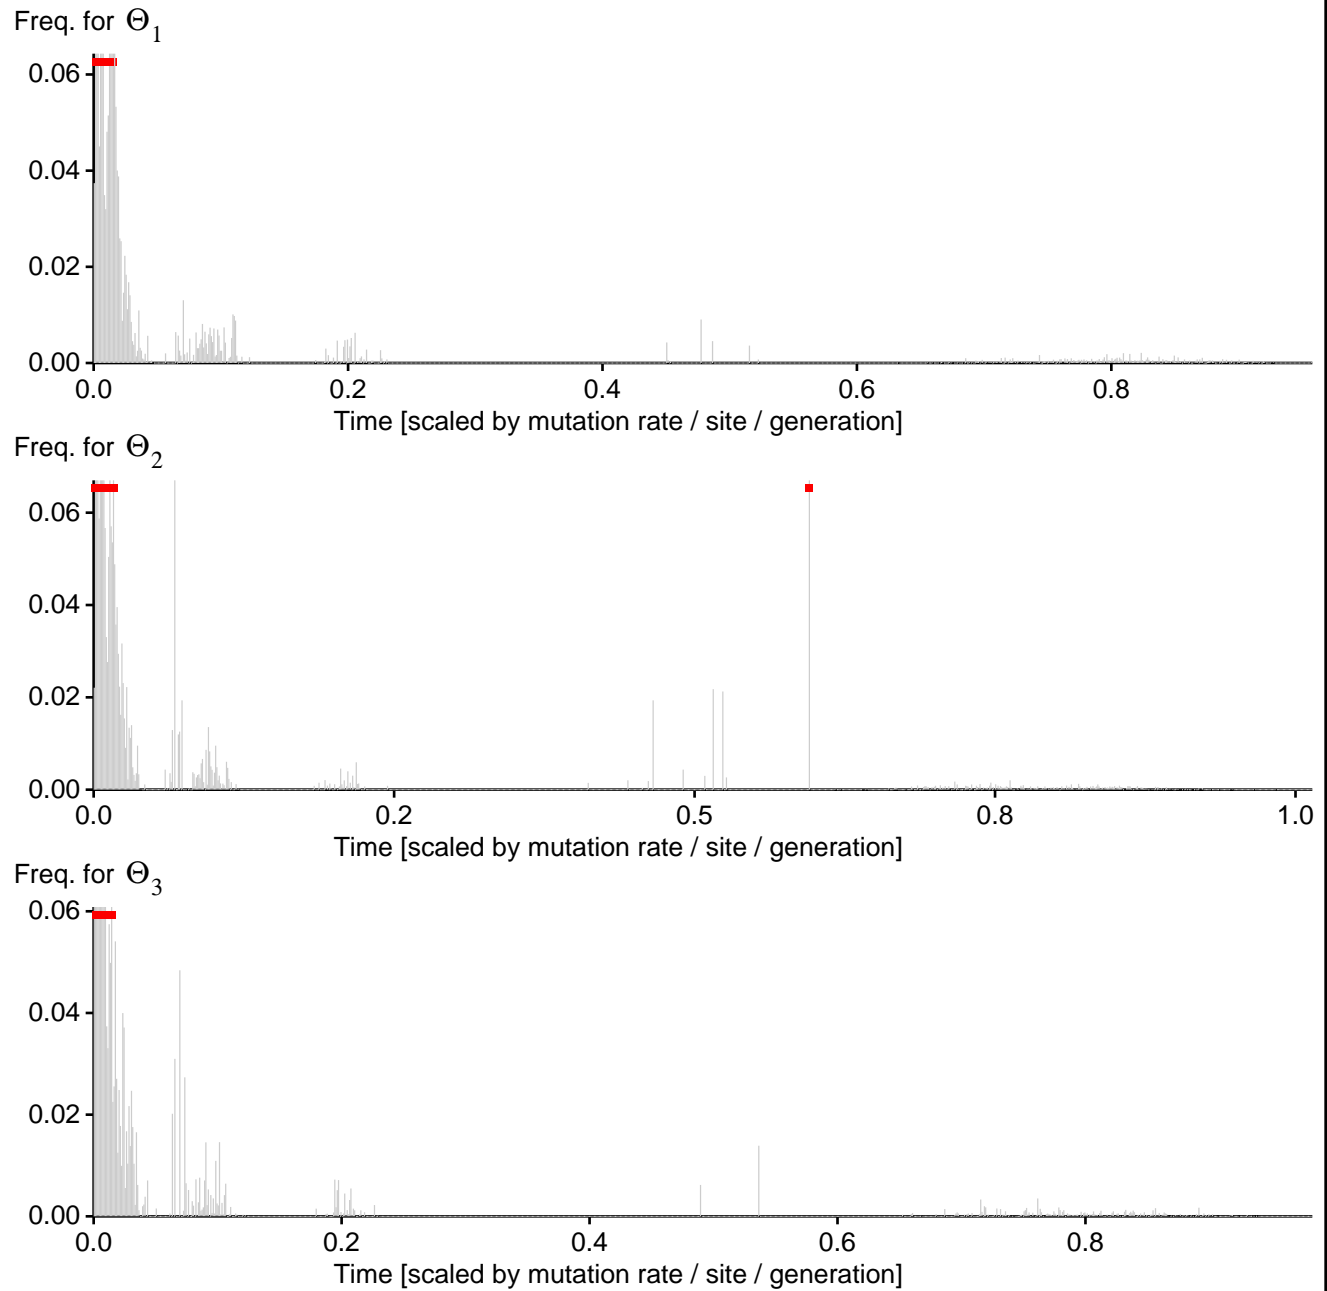 Freq. for Θ1
0.06
0.04
0.02
0.00
0.0 0.2 0.4 0.6 0.8
Time [scaled by mutation rate / site / generation]
Freq. for Θ2
0.06
0.04
0.02
0.00
0.0 0.2 0.5 0.8 1.0
Time [scaled by mutation rate / site / generation]
Freq. for Θ3
0.06
0.04
0.02
0.00
0.0 0.2 0.4 0.6 0.8
Time [scaled by mutation rate / site / generation]